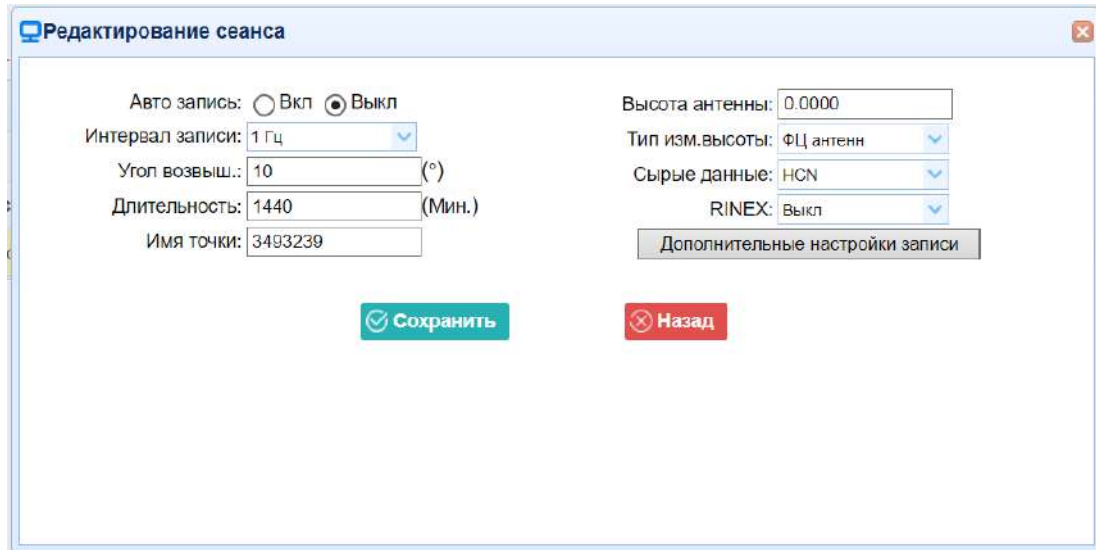 Редактирование сеанса
Авто запись: Вкл Выкл
Интервал записи: 1 Гц
Угол возвыш.: 10 (°)
Длительность: 1440 (Мин.)
Имя точки: 3493239
Высота антенны: 0.0000
Тип изм.высоты: ФЦ антенн
Сырые данные: HCN
RINEX: Выкл
Дополнительные настройки записи
Сохранить
Назад